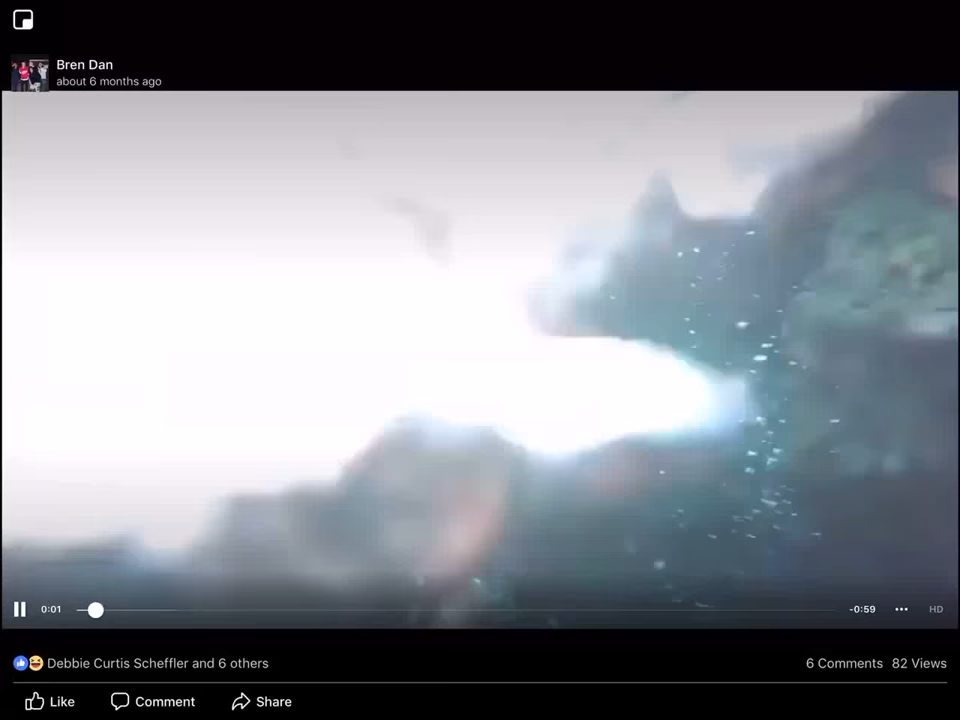 Bren Dan
about 6 months ago
0:01
-0:59
HD
Debbie Curtis Scheffler and 6 others
6 Comments 82 Views
Like Comment Share